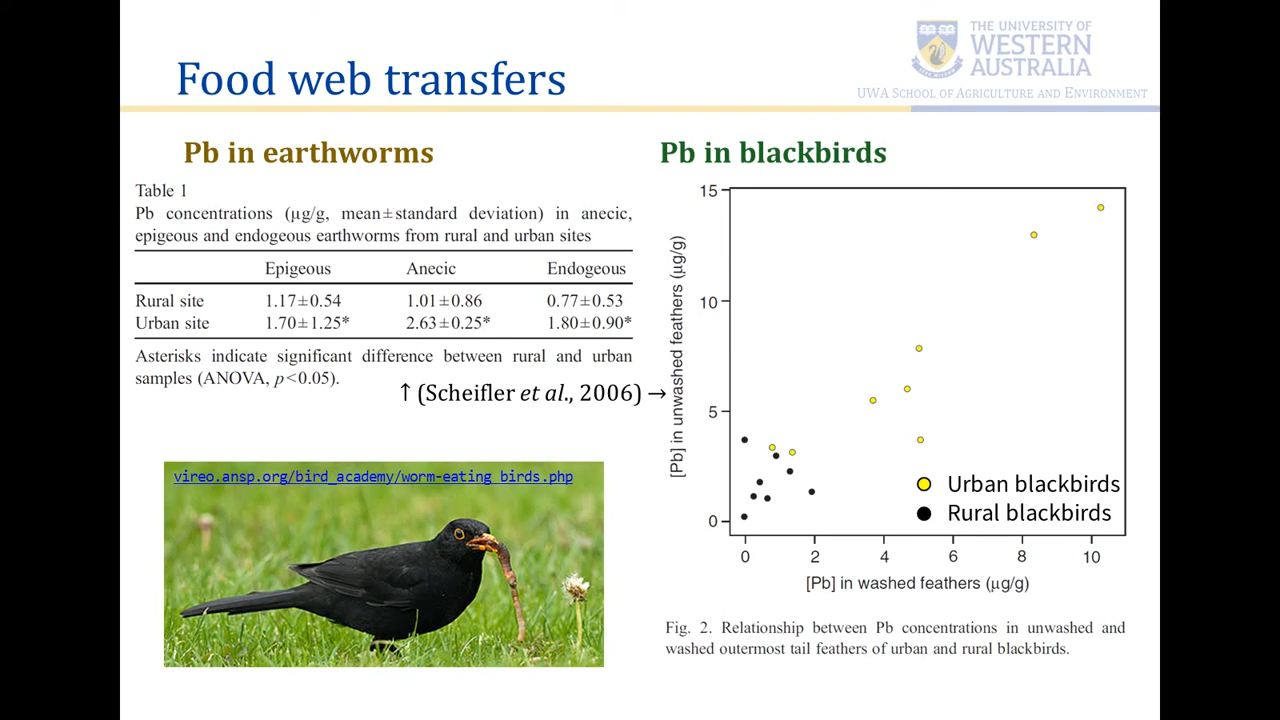 THE UNIVERSITY OF
WESTERN
AUSTRALIA
UWA SCHOOL OF AGRICULTURE AND ENVIRONMENT
Food web transfers
Pb in earthworms
Table 1
Pb concentrations (µg/g, mean±standard deviation) in anecic,
epigeous and endogeous earthworms from rural and urban sites
Epigeous Anecic Endogeous
Rural site 1.17±0.54 1.01±0.86 0.77±0.53
Urban site 1.70±1.25* 2.63±0.25* 1.80±0.90*
Asterisks indicate significant difference between rural and urban
samples (ANOVA, p<0.05).
↑ (Scheifler et al., 2006) →
vireo.ansp.org/bird_academy/worm-eating_birds.php
Pb in blackbirds
[Pb] in unwashed feathers (µg/g)
15
10
5
0
Urban blackbirds
Rural blackbirds
0 2 4 6 8 10
[Pb] in washed feathers (µg/g)
Fig. 2. Relationship between Pb concentrations in unwashed and
washed outermost tail feathers of urban and rural blackbirds.